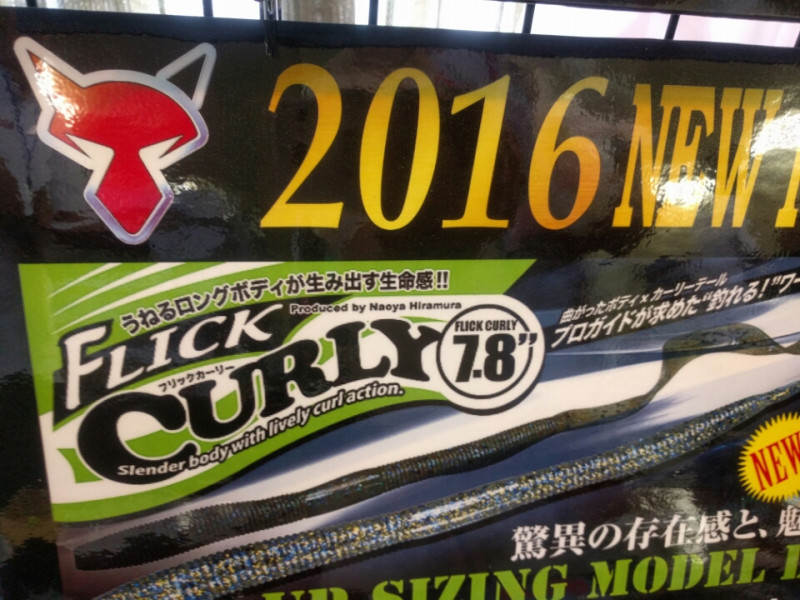 2016 NEW
うねるロングボディが生み出す生命感!!
Produced by Naoya Hiramura
FLICK
フリックカーリー
CURLY
Slender body with lively curl action.
FLICK CURLY
7.8"
曲がったボディ x カーリーテール
プロガイドが求めた“釣れる!”ワー
NEW
驚異の存在感と、魅
UP SIZING MODEL